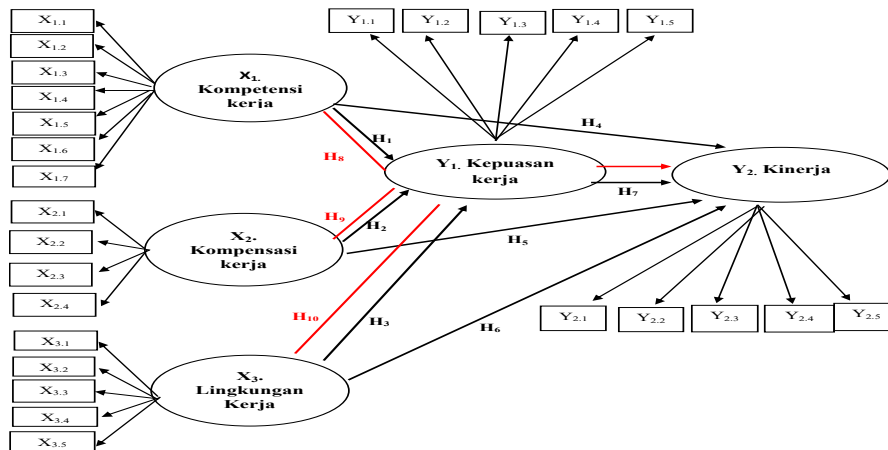 X1.1
X1.2
X1.3
X1.4
X1.5
X1.6
X1.7
X1.
Kompetensi
kerja
Y1.1
Y1.2
Y1.3
Y1.4
Y1.5
H1
H8
H4
Y1. Kepuasan
kerja
H7
Y2. Kinerja
X2.1
X2.2
X2.3
X2.4
X2.
Kompensasi
kerja
H9
H2
H5
H10
H3
H6
Y2.1
Y2.2
Y2.3
Y2.4
Y2.5
X3.1
X3.2
X3.3
X3.4
X3.5
X3.
Lingkungan
Kerja